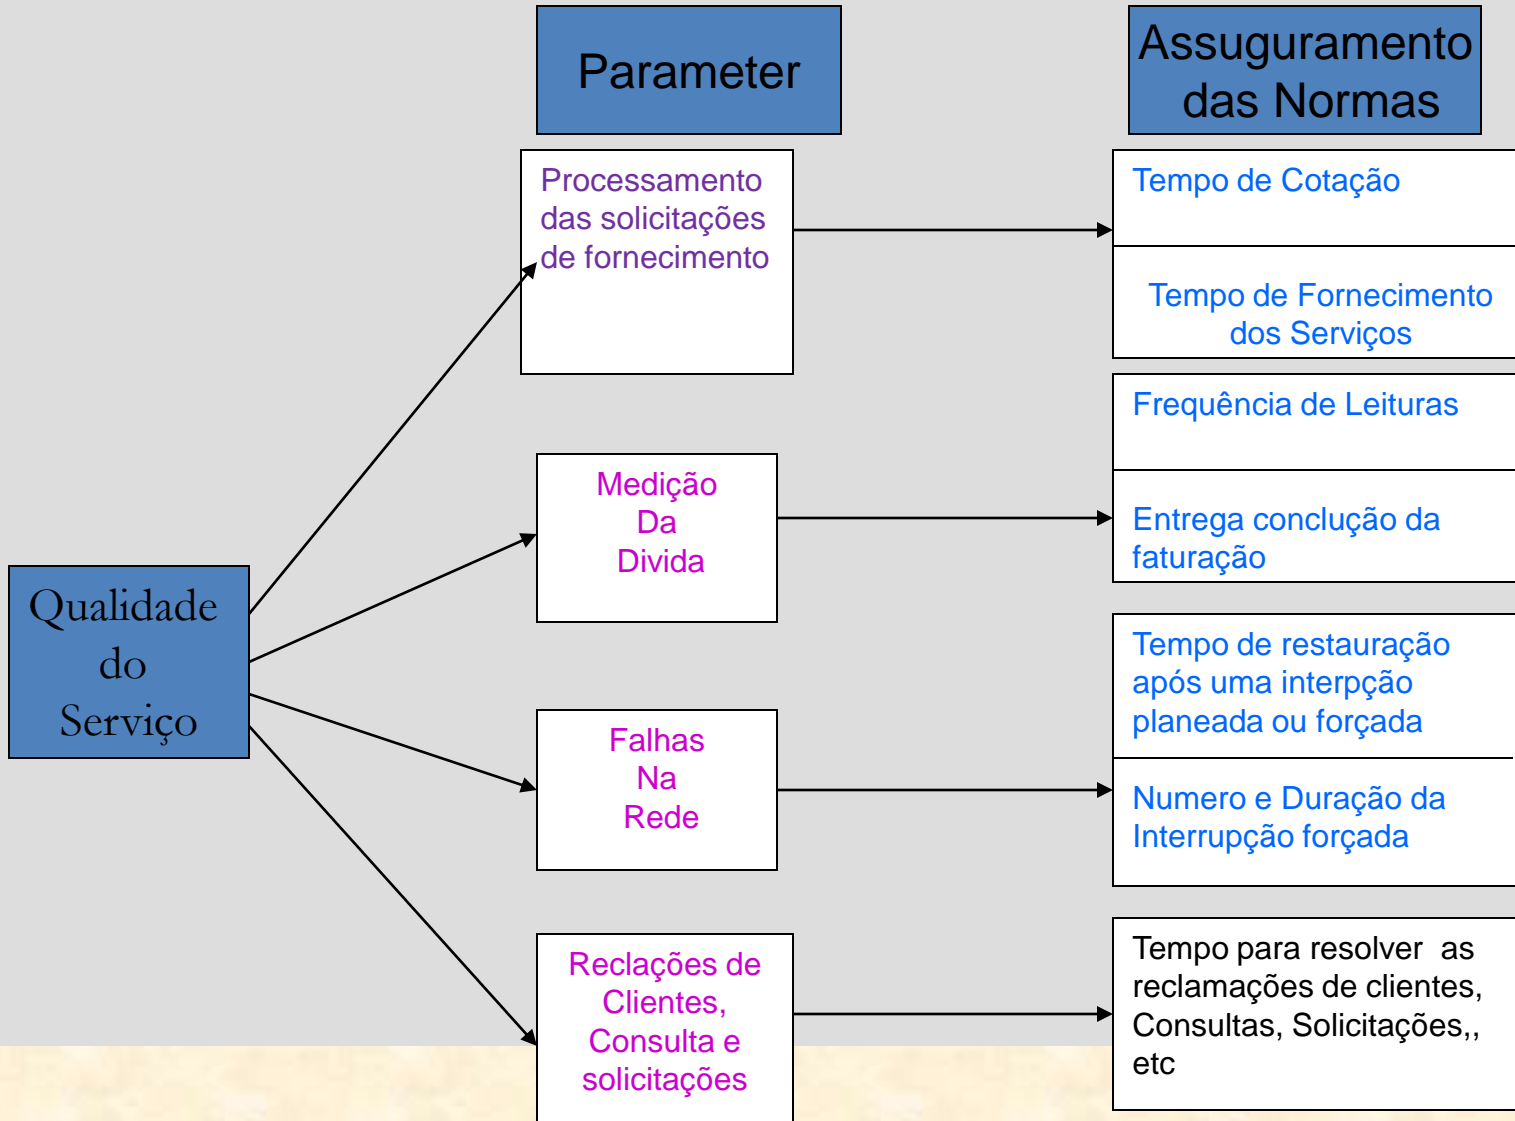 Parameter
Assuguramento
das Normas
Processamento
das solicitações
de fornecimento
Tempo de Cotação
Tempo de Fornecimento
dos Serviços
Medição
Da
Divida
Frequência de Leituras
Entrega conclução da
faturação
Qualidade
do
Serviço
Falhas
Na
Rede
Tempo de restauração
após uma interpção
planeada ou forçada
Numero e Duração da
Interrupção forçada
Reclações de
Clientes,
Consulta e
solicitações
Tempo para resolver  as
reclamações de clientes,
Consultas, Solicitações,,
etc